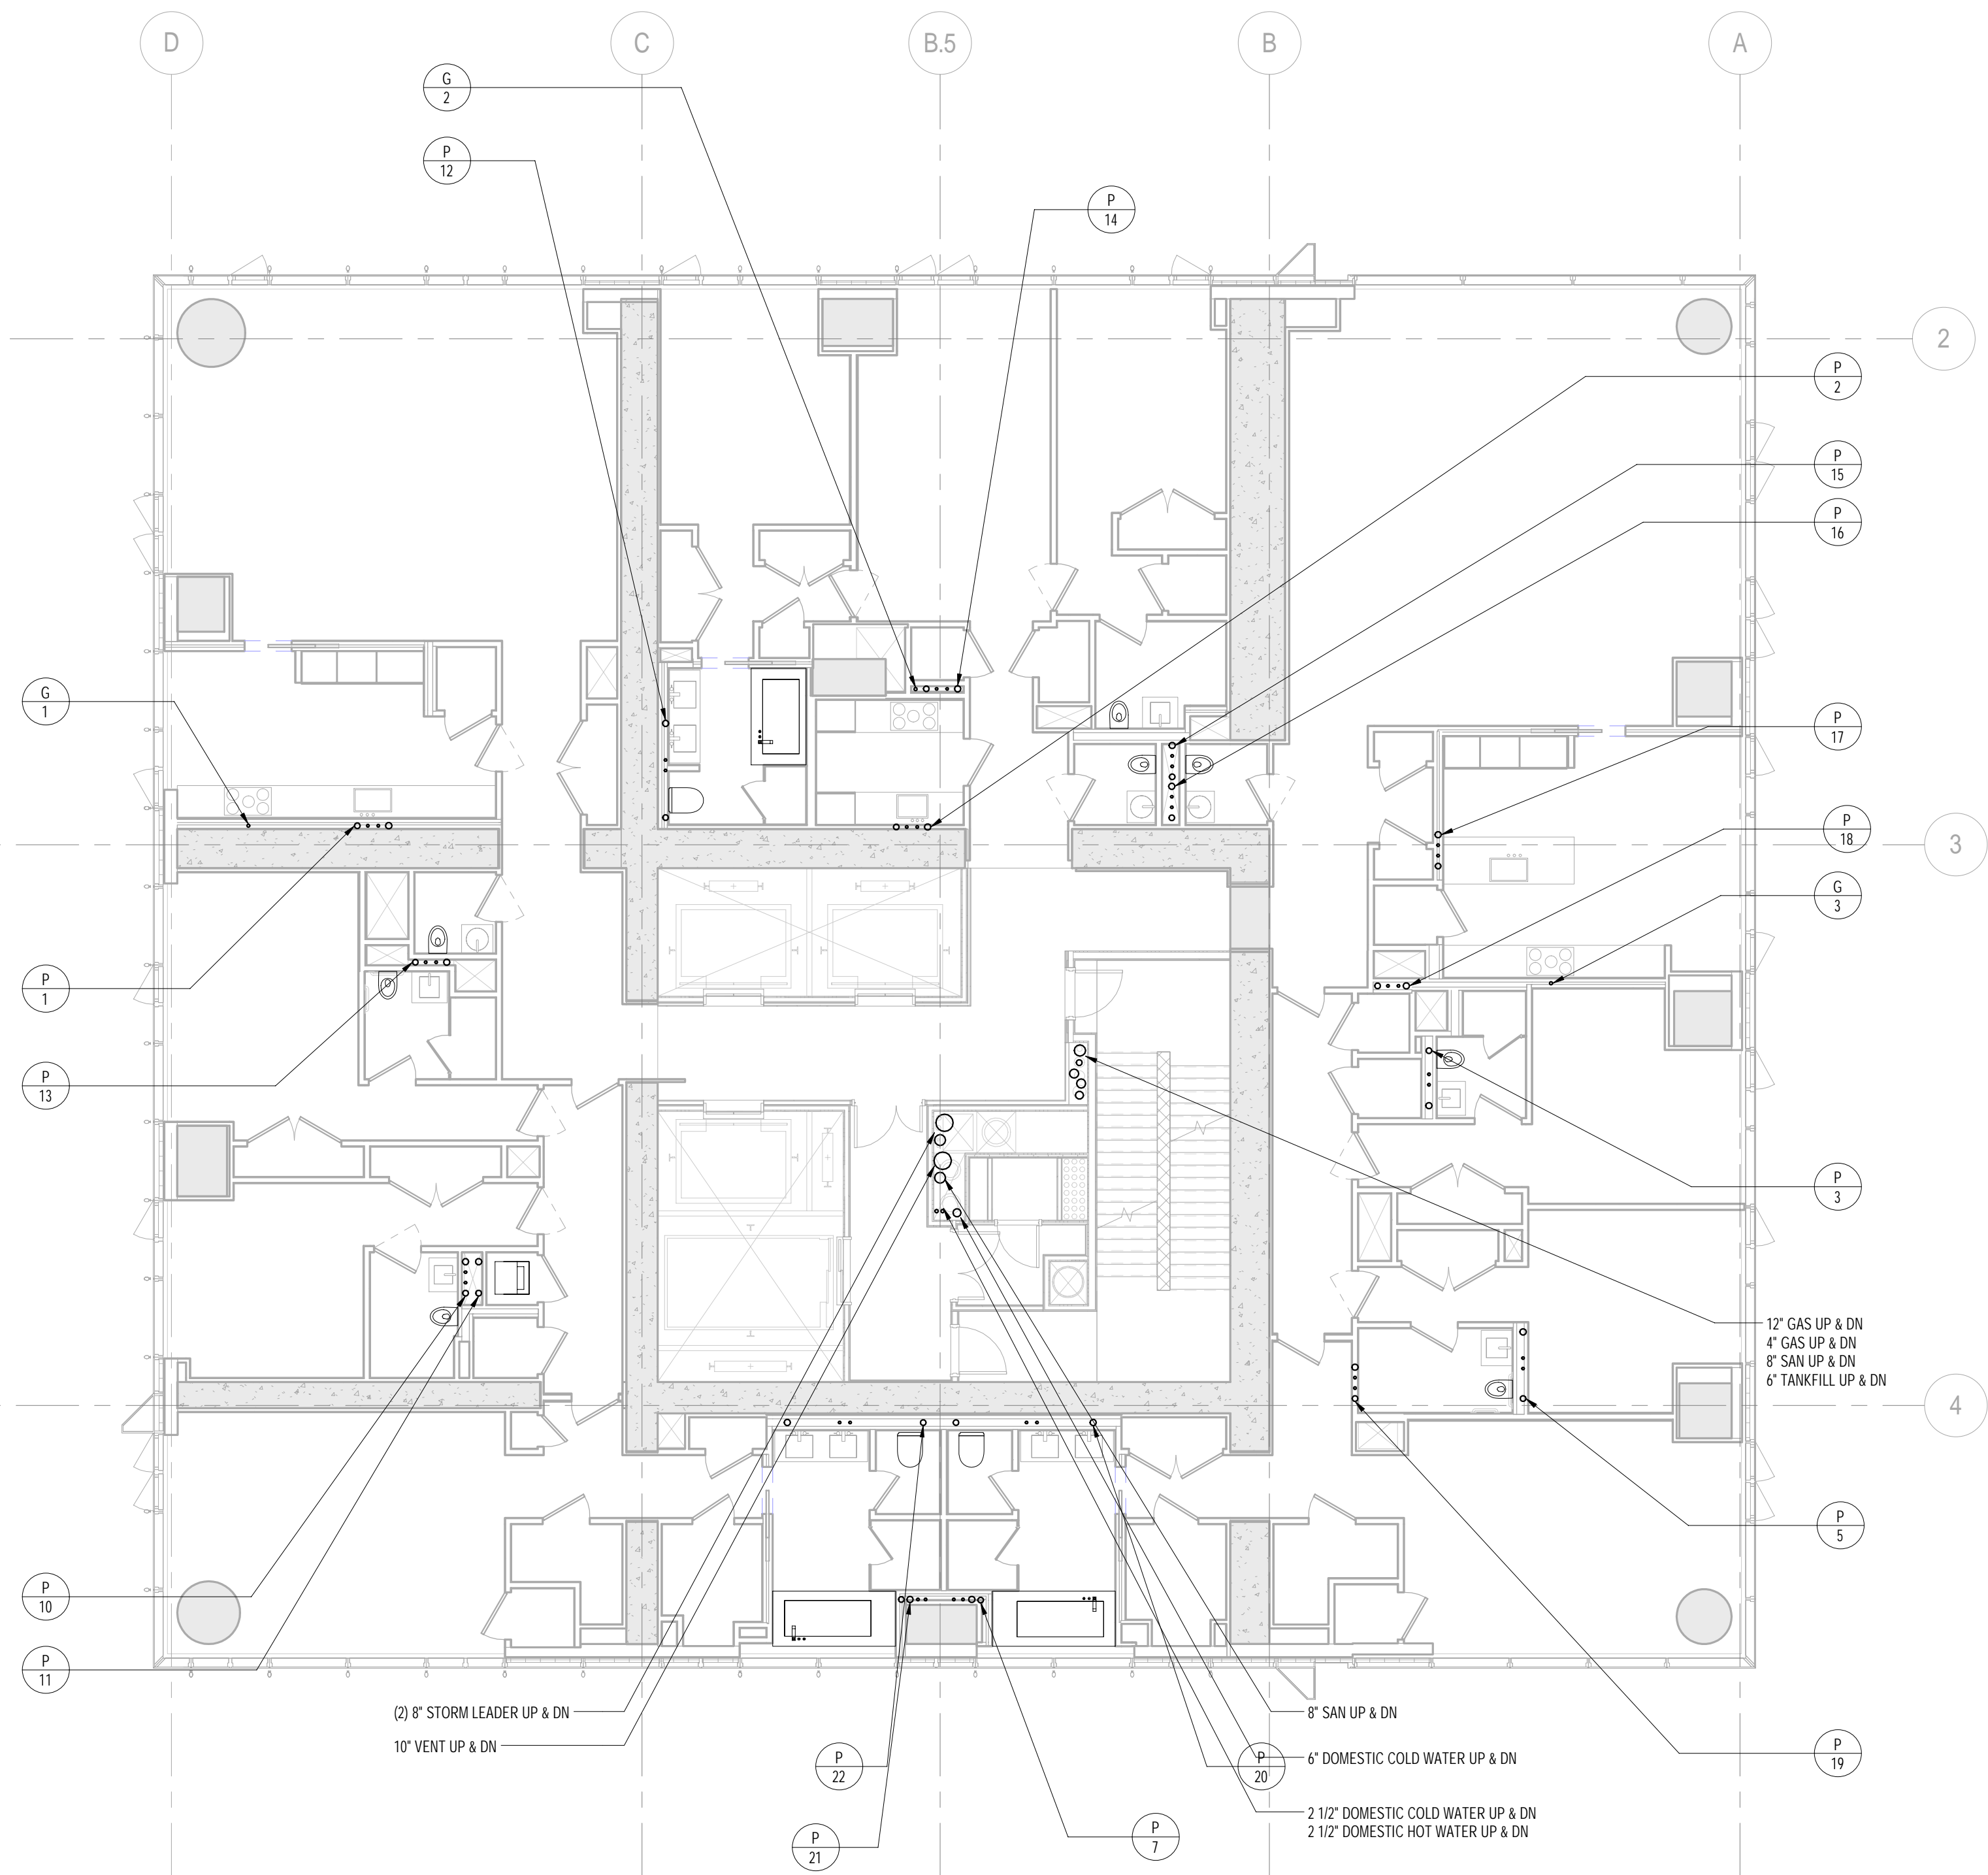 D
C
B.5
B
A
G
2
P
12
P
14
2
P
2
P
15
P
16
G
1
P
17
P
18
3
G
3
P
1
P
13
P
3
12" GAS UP & DN
4" GAS UP & DN
8" SAN UP & DN
6" TANKFILL UP & DN
4
P
5
P
10
P
11
(2) 8" STORM LEADER UP & DN
8" SAN UP & DN
10" VENT UP & DN
P
22
P
20
6" DOMESTIC COLD WATER UP & DN
P
19
2 1/2" DOMESTIC COLD WATER UP & DN
2 1/2" DOMESTIC HOT WATER UP & DN
P
21
P
7